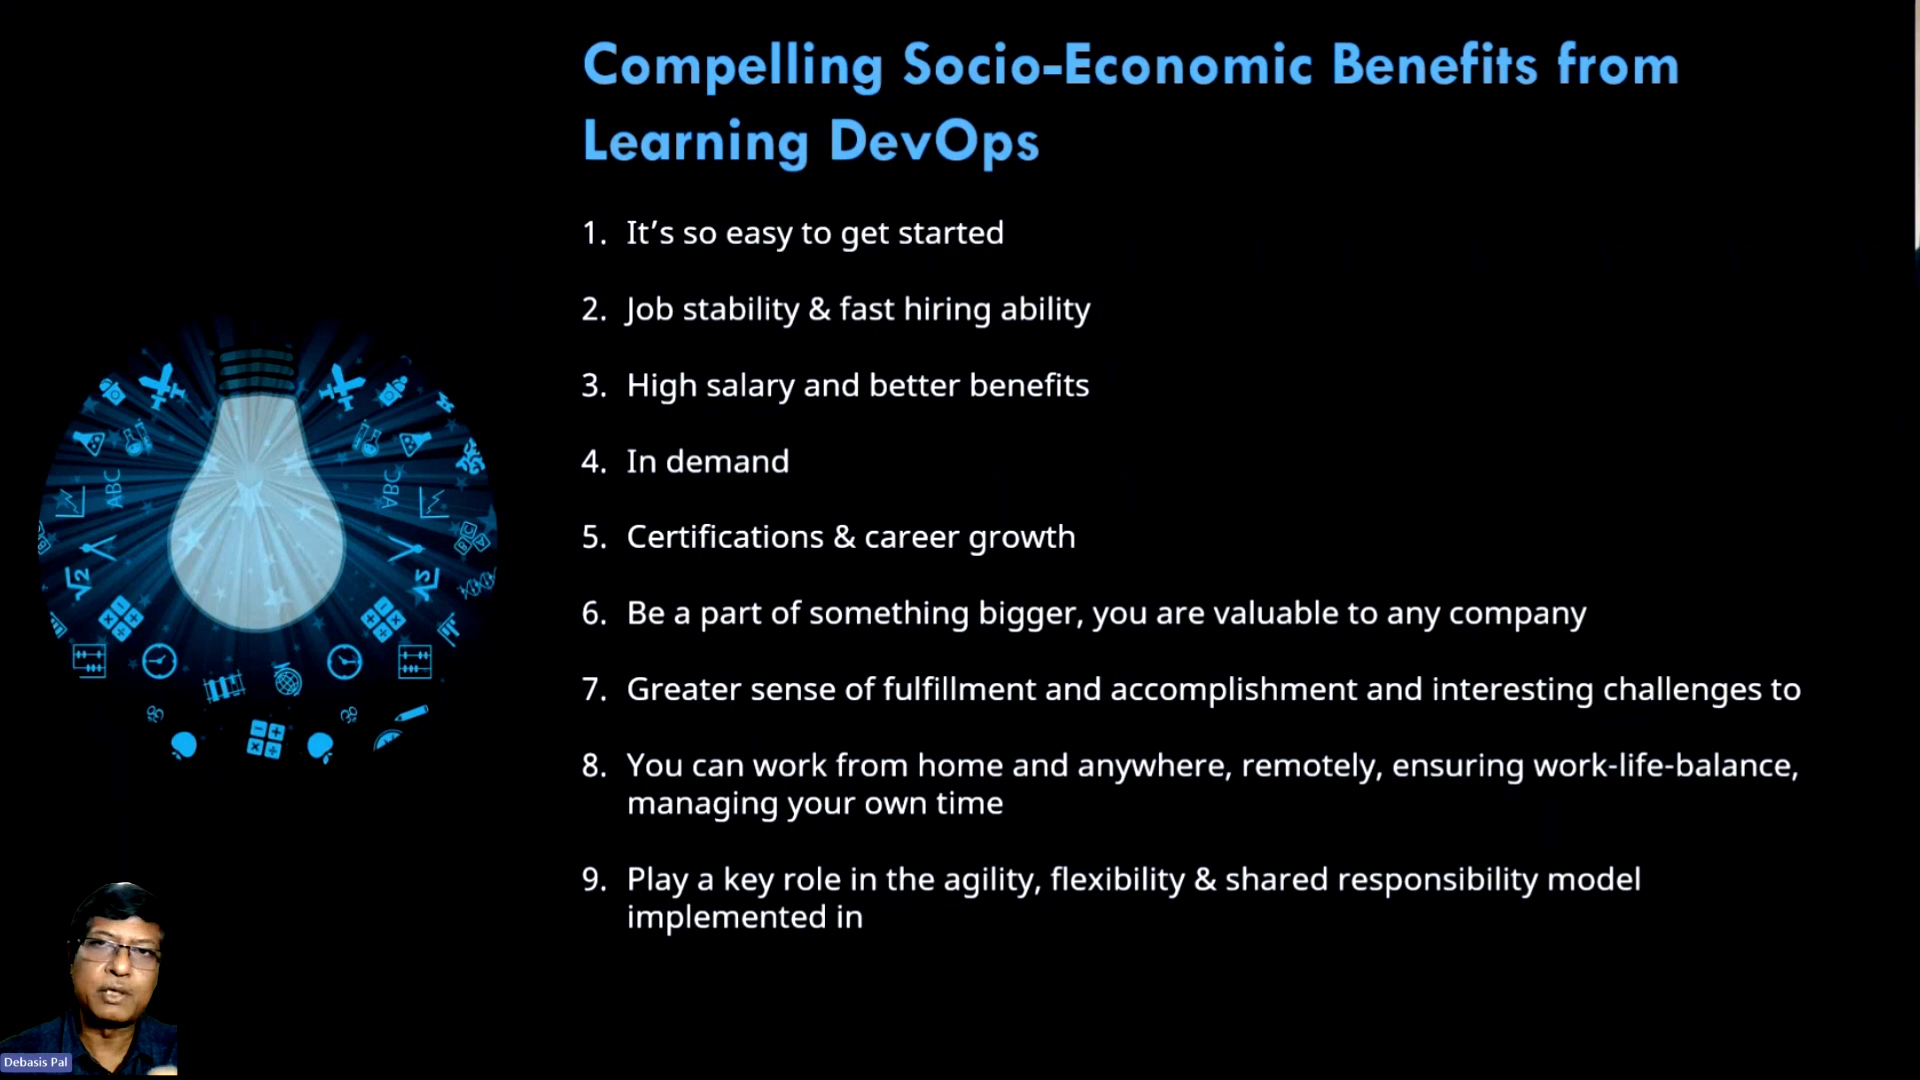 Compelling Socio-Economic Benefits from
Learning DevOps
1. It’s so easy to get started
2. Job stability & fast hiring ability
3. High salary and better benefits
4. In demand
5. Certifications & career growth
6. Be a part of something bigger, you are valuable to any company
7. Greater sense of fulfillment and accomplishment and interesting challenges to
8. You can work from home and anywhere, remotely, ensuring work-life-balance,
managing your own time
9. Play a key role in the agility, flexibility & shared responsibility model
implemented in
ABC
ABC
√2
Debasis Pal